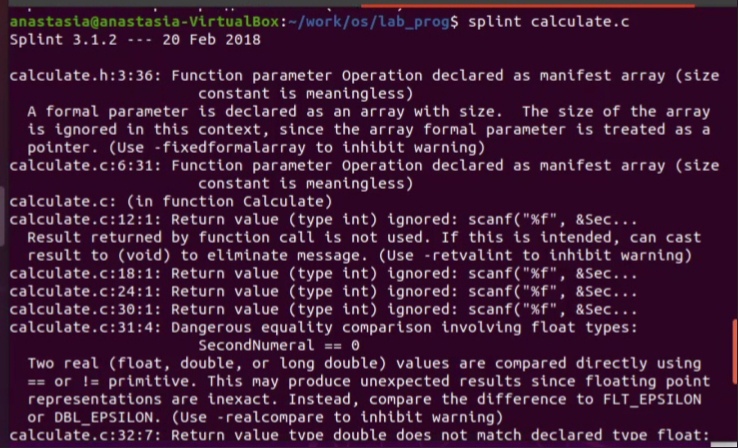 anastasia@anastasia-VirtualBox:~/work/os/lab_prog$ splint calculate.c
Splint 3.1.2 --- 20 Feb 2018
calculate.h:3:36: Function parameter Operation declared as manifest array (size
constant is meaningless)
A formal parameter is declared as an array with size.  The size of the array
is ignored in this context, since the array formal parameter is treated as a
pointer. (Use -fixedformalarray to inhibit warning)
calculate.c:6:31: Function parameter Operation declared as manifest array (size
constant is meaningless)
calculate.c: (in function Calculate)
calculate.c:12:1: Return value (type int) ignored: scanf("%f", &Sec...
Result returned by function call is not used. If this is intended, can cast
result to (void) to eliminate message. (Use -retvalint to inhibit warning)
calculate.c:18:1: Return value (type int) ignored: scanf("%f", &Sec...
calculate.c:24:1: Return value (type int) ignored: scanf("%f", &Sec...
calculate.c:30:1: Return value (type int) ignored: scanf("%f", &Sec...
calculate.c:31:4: Dangerous equality comparison involving float types:
SecondNumeral == 0
Two real (float, double, or long double) values are compared directly using
== or != primitive. This may produce unexpected results since floating point
representations are inexact. Instead, compare the difference to FLT_EPSILON
or DBL_EPSILON. (Use -realcompare to inhibit warning)
calculate.c:32:7: Return value type double does not match declared type float: